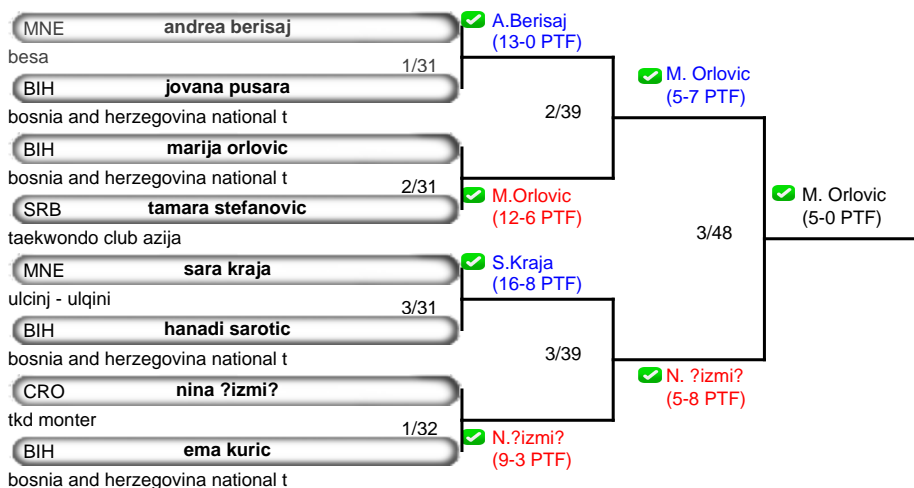 MNE andrea berisaj
besa
1/31
BIH jovana pusara
bosnia and herzegovina national t
BIH marija orlovic
bosnia and herzegovina national t
2/31
SRB tamara stefanovic
taekwondo club azija
MNE sara kraja
ulcinj - ulqini
3/31
BIH hanadi sarotic
bosnia and herzegovina national t
CRO nina ?izmi?
tkd monter
1/32
BIH ema kuric
bosnia and herzegovina national t
A.Berisaj
(13-0 PTF)
2/39
M.Orlovic
(12-6 PTF)
S.Kraja
(16-8 PTF)
3/39
N.?izmi?
(9-3 PTF)
M. Orlovic
(5-7 PTF)
3/48
N. ?izmi?
(5-8 PTF)
M. Orlovic
(5-0 PTF)